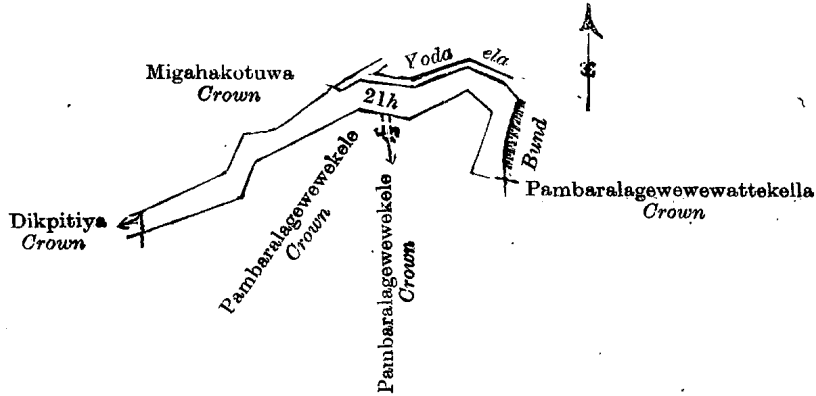 Yoda ela
Migahakotuwa
Crown
21h
Bund
Pambaralagewewewattekella
Crown
Dikpitiya
Crown
Pambaralagewewekele
Crown
Pambaralagewewekele
Crown